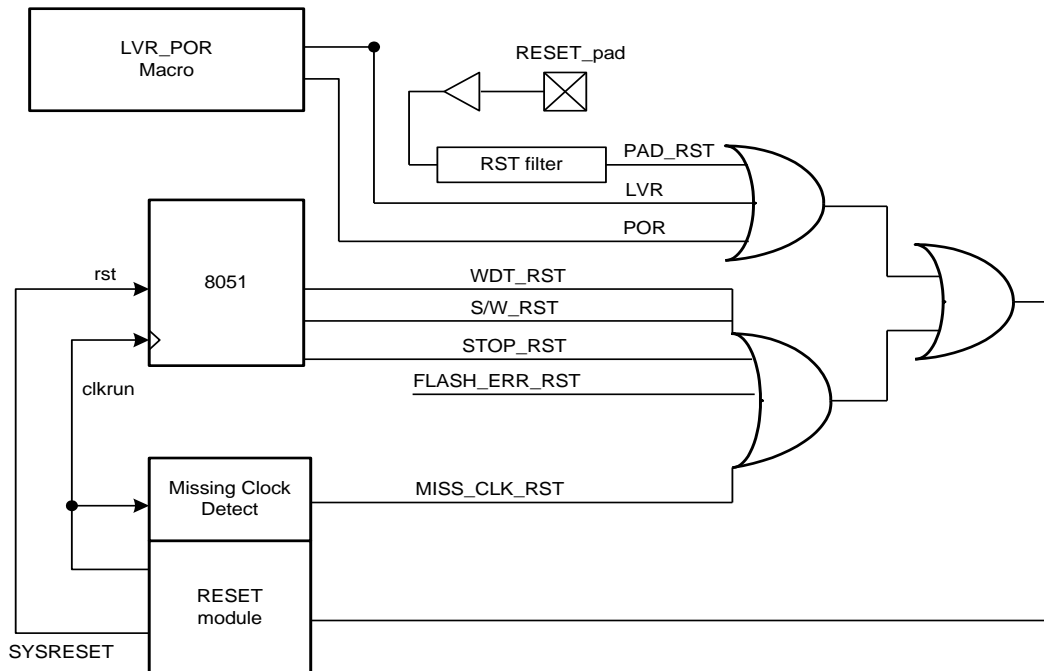 LVR_POR
Macro
RESET_pad
RST filter
PAD_RST
LVR
POR
rst
8051
WDT_RST
S/W_RST
STOP_RST
FLASH_ERR_RST
clkrun
Missing Clock
Detect
MISS_CLK_RST
RESET
module
SYSRESET